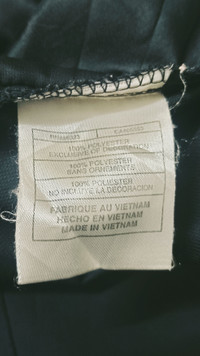 100% POLYESTER
EXCLUSIVE OF DECORATION
100% POLYESTER
SANS ORNEMENTS
100% POLIESTER
NO INCLUYE LA DECORACION
FABRIQUE AU VIETNAM
HECHO EN VIETNAM
MADE IN VIETNAM